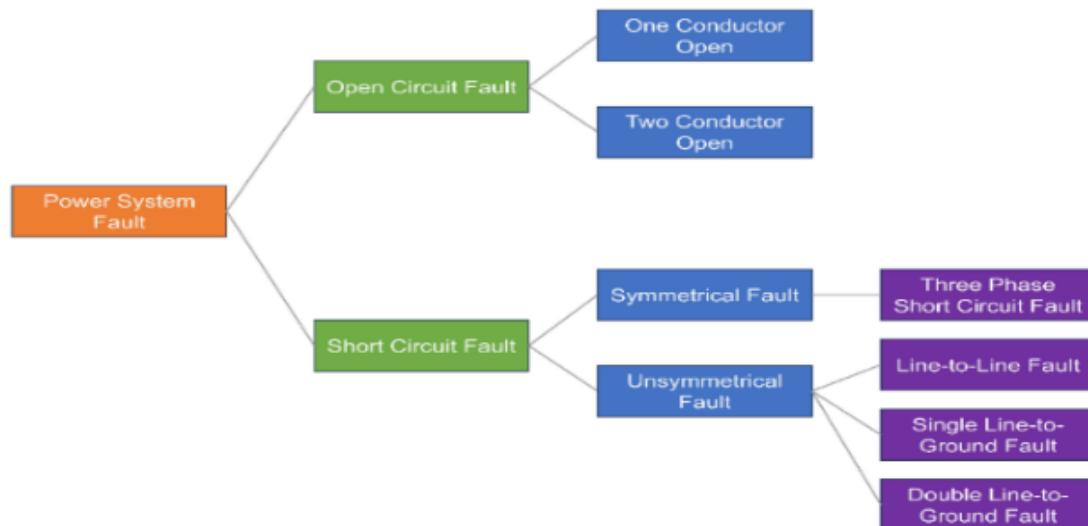 One Conductor
Open
Open Circuit Fault
Two Conductor
Open
Power System
Fault
Symmetrical Fault
Three Phase
Short Circuit Fault
Short Circuit Fault
Unsymmetrical
Fault
Line-to-Line Fault
Single Line-to-
Ground Fault
Double Line-to-
Ground Fault